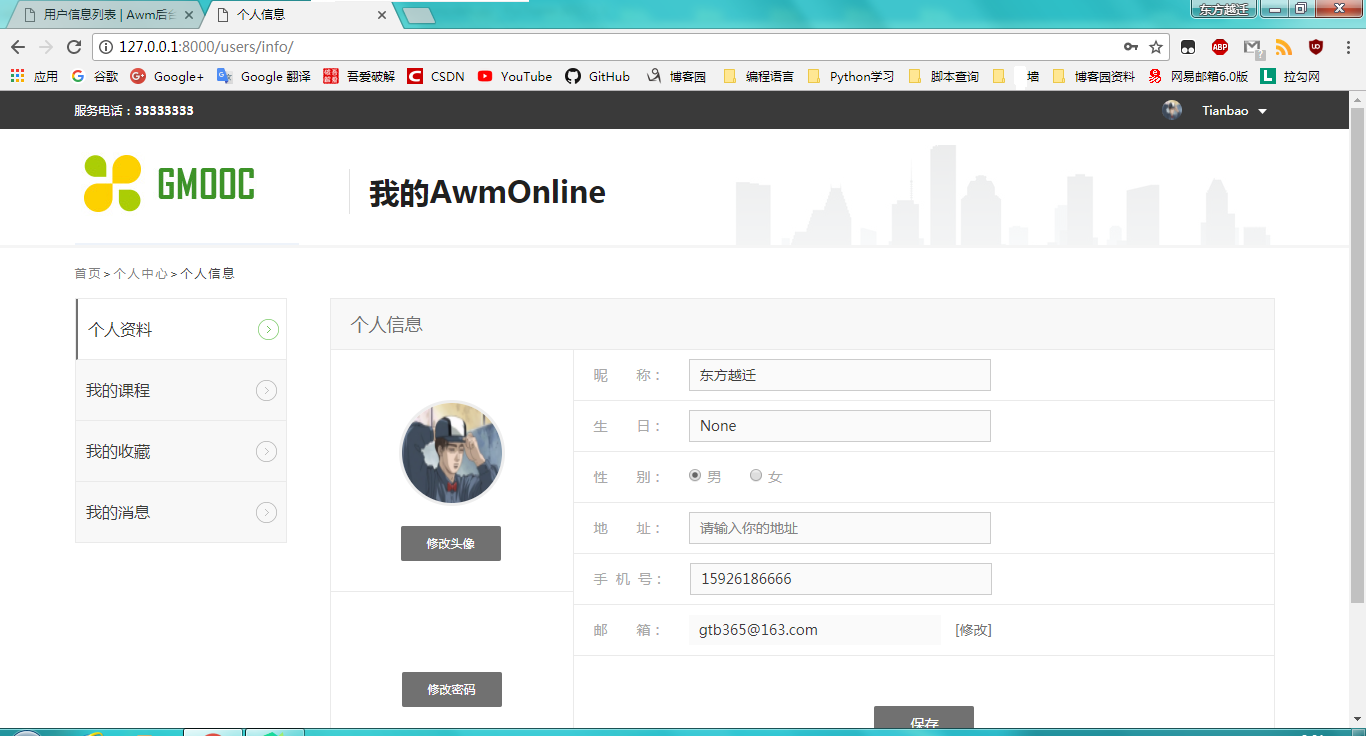 用户信息列表 | Awm后台
个人信息
东方越迁
127.0.0.1:8000/users/info/
应用 谷歌 Google+ Google 翻译 吾爱破解 CSDN YouTube GitHub 博客园 编程语言 Python学习 脚本查询 墙 博客园资料 网易邮箱6.0版 拉勾网
服务电话：33333333
Tianbao
GMOOC
我的AwmOnline
首页>个人中心>个人信息
个人资料
我的课程
我的收藏
我的消息
个人信息
修改头像
修改密码
昵 称： 东方越迁
生 日： None
性 别： 男 女
地 址： 请输入你的地址
手 机 号： 15926186666
邮 箱： gtb365@163.com [修改]
保存